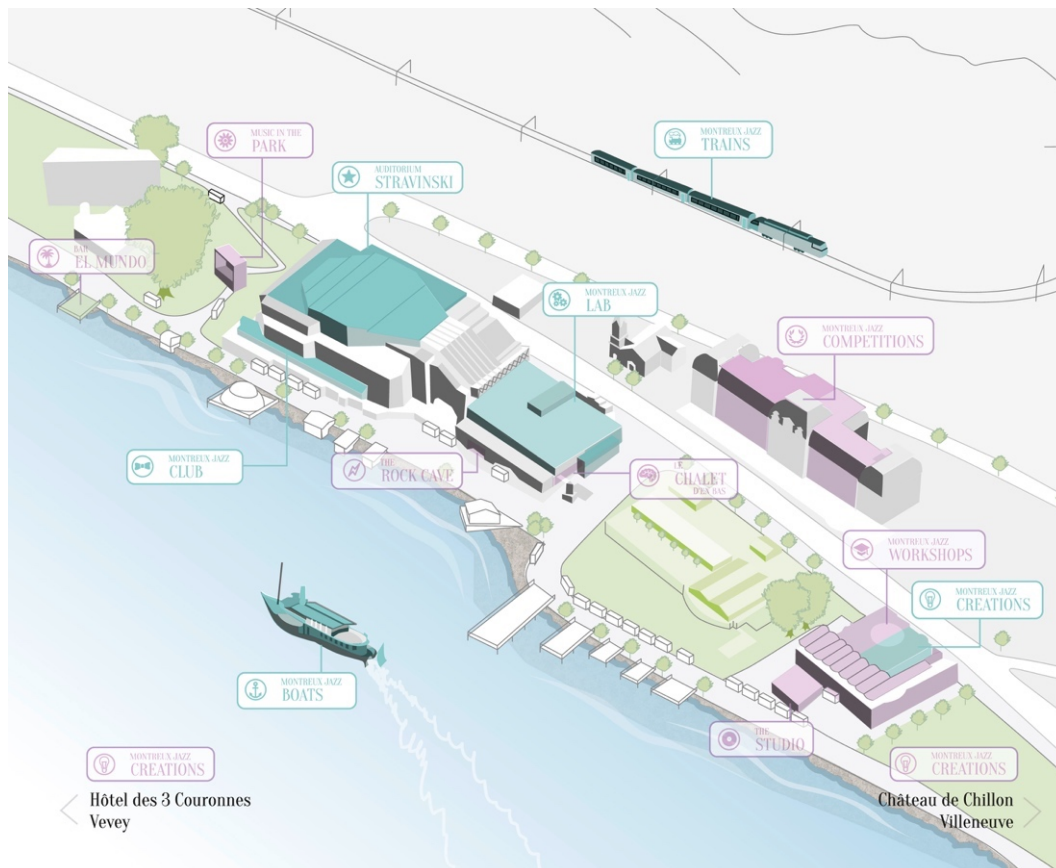 MUSIC IN THE
PARK
MONTREUX JAZZ
TRAINS
AUDITORIUM
STRAVINSKI
BAR
EL MUNDO
MONTREUX JAZZ
LAB
MONTREUX JAZZ
COMPETITIONS
MONTREUX JAZZ
CLUB
THE
ROCK CAVE
LE
CHALET
D'EN BAS
MONTREUX JAZZ
WORKSHOPS
MONTREUX JAZZ
CREATIONS
MONTREUX JAZZ
BOATS
THE
STUDIO
MONTREUX JAZZ
CREATIONS
Hôtel des 3 Couronnes
Vevey
MONTREUX JAZZ
CREATIONS
Château de Chillon
Villeneuve